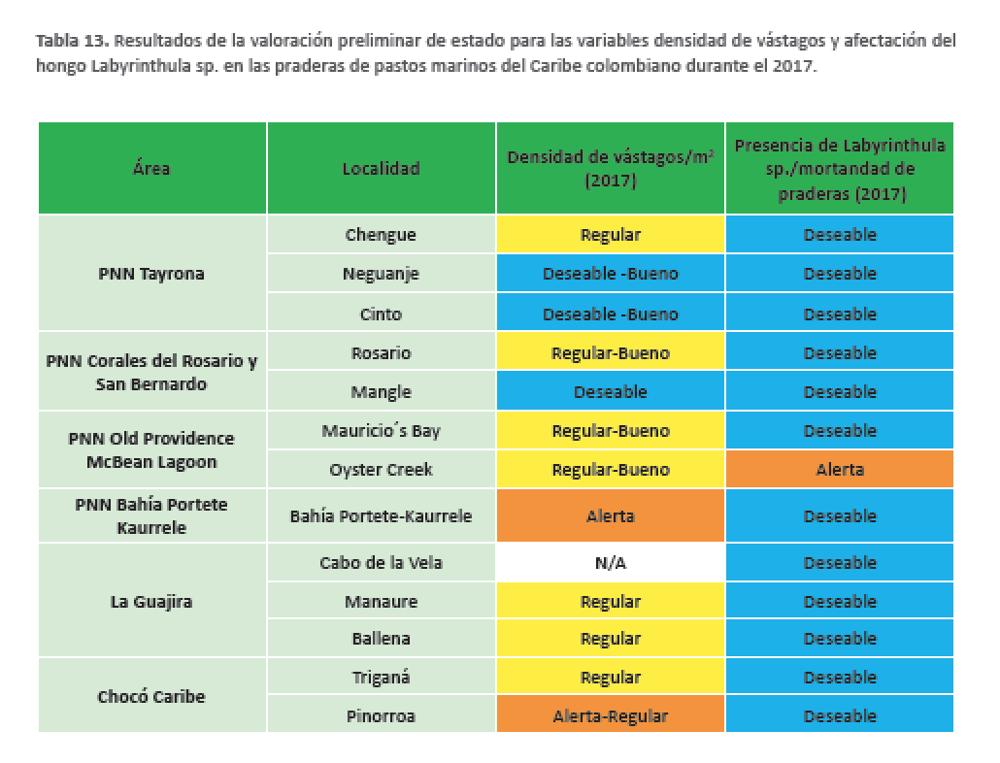 Tabla 13. Resultados de la valoración preliminar de estado para las variables densidad de vástagos y afectación del
hongo Labyrinthula sp. en las praderas de pastos marinos del Caribe colombiano durante el 2017.
Área
Localidad
Densidad de vástagos/m²
(2017)
Presencia de Labyrinthula
sp./mortandad de
praderas (2017)
PNN Tayrona
Chengue
Regular
Deseable
Neguanje
Deseable -Bueno
Deseable
Cinto
Deseable -Bueno
Deseable
PNN Corales del Rosario y
San Bernardo
Rosario
Regular-Bueno
Deseable
Mangle
Deseable
Deseable
PNN Old Providence
McBean Lagoon
Mauricio´s Bay
Regular-Bueno
Deseable
Oyster Creek
Regular-Bueno
Alerta
PNN Bahía Portete
Kaurrele
Bahía Portete-Kaurrele
Alerta
Deseable
La Guajira
Cabo de la Vela
N/A
Deseable
Manaure
Regular
Deseable
Ballena
Regular
Deseable
Chocó Caribe
Triganá
Regular
Deseable
Pinorroa
Alerta-Regular
Deseable